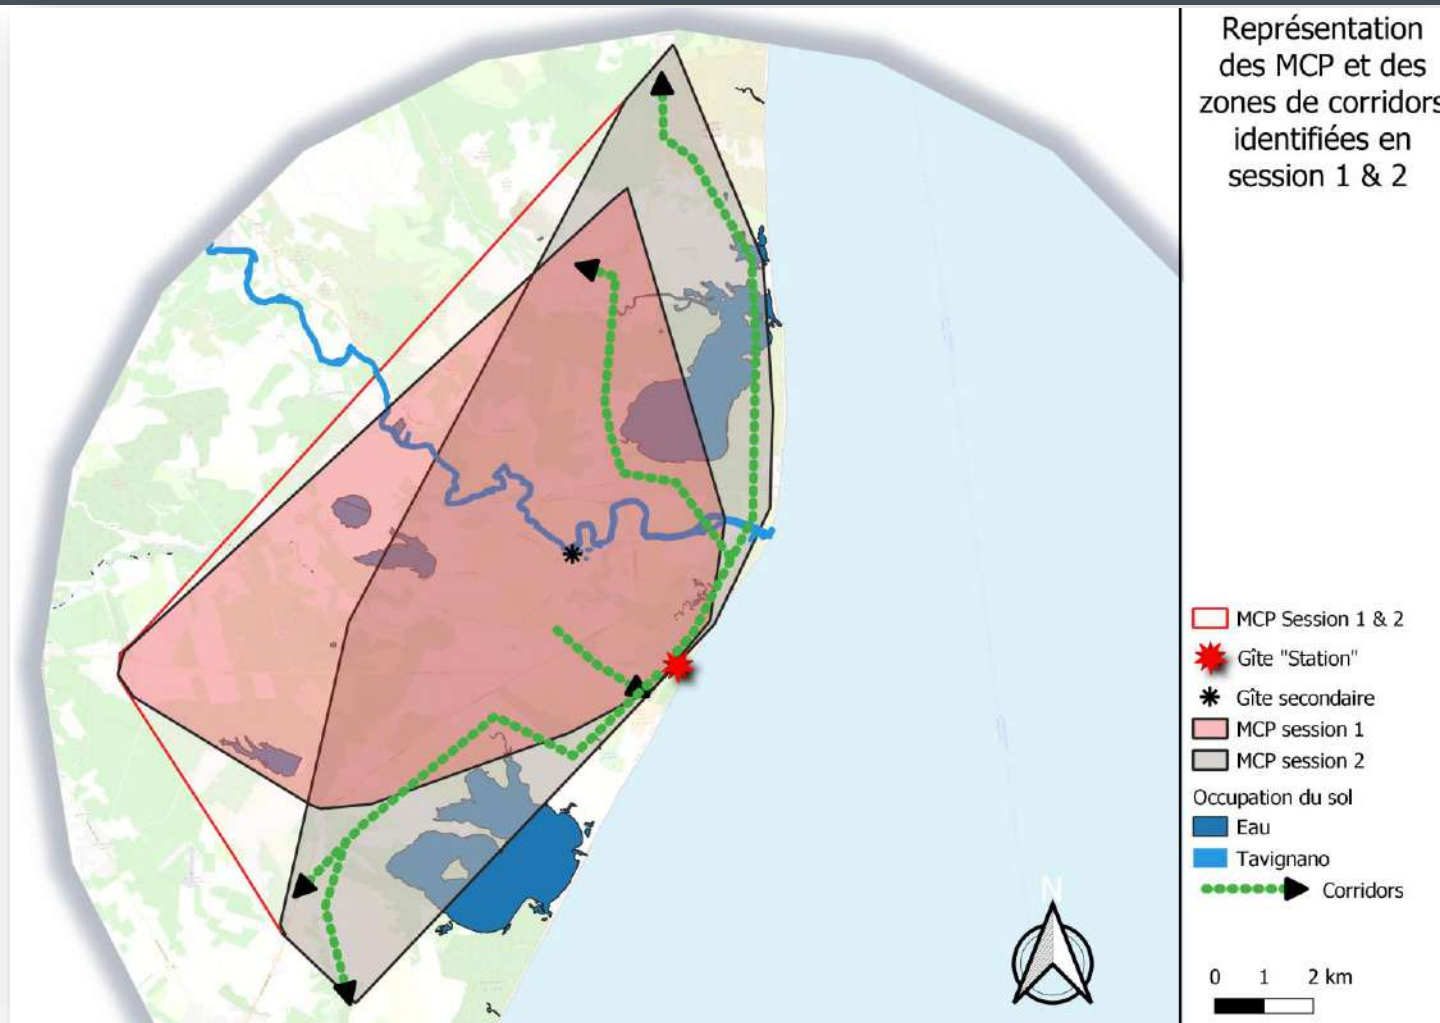 Représentation
des MCP et des
zones de corridors
identifiées en
session 1 & 2
MCP Session 1 & 2
Gîte "Station"
Gîte secondaire
MCP session 1
MCP session 2
Occupation du sol
Eau
Tavignano
Corridors
N
0 1 2 km